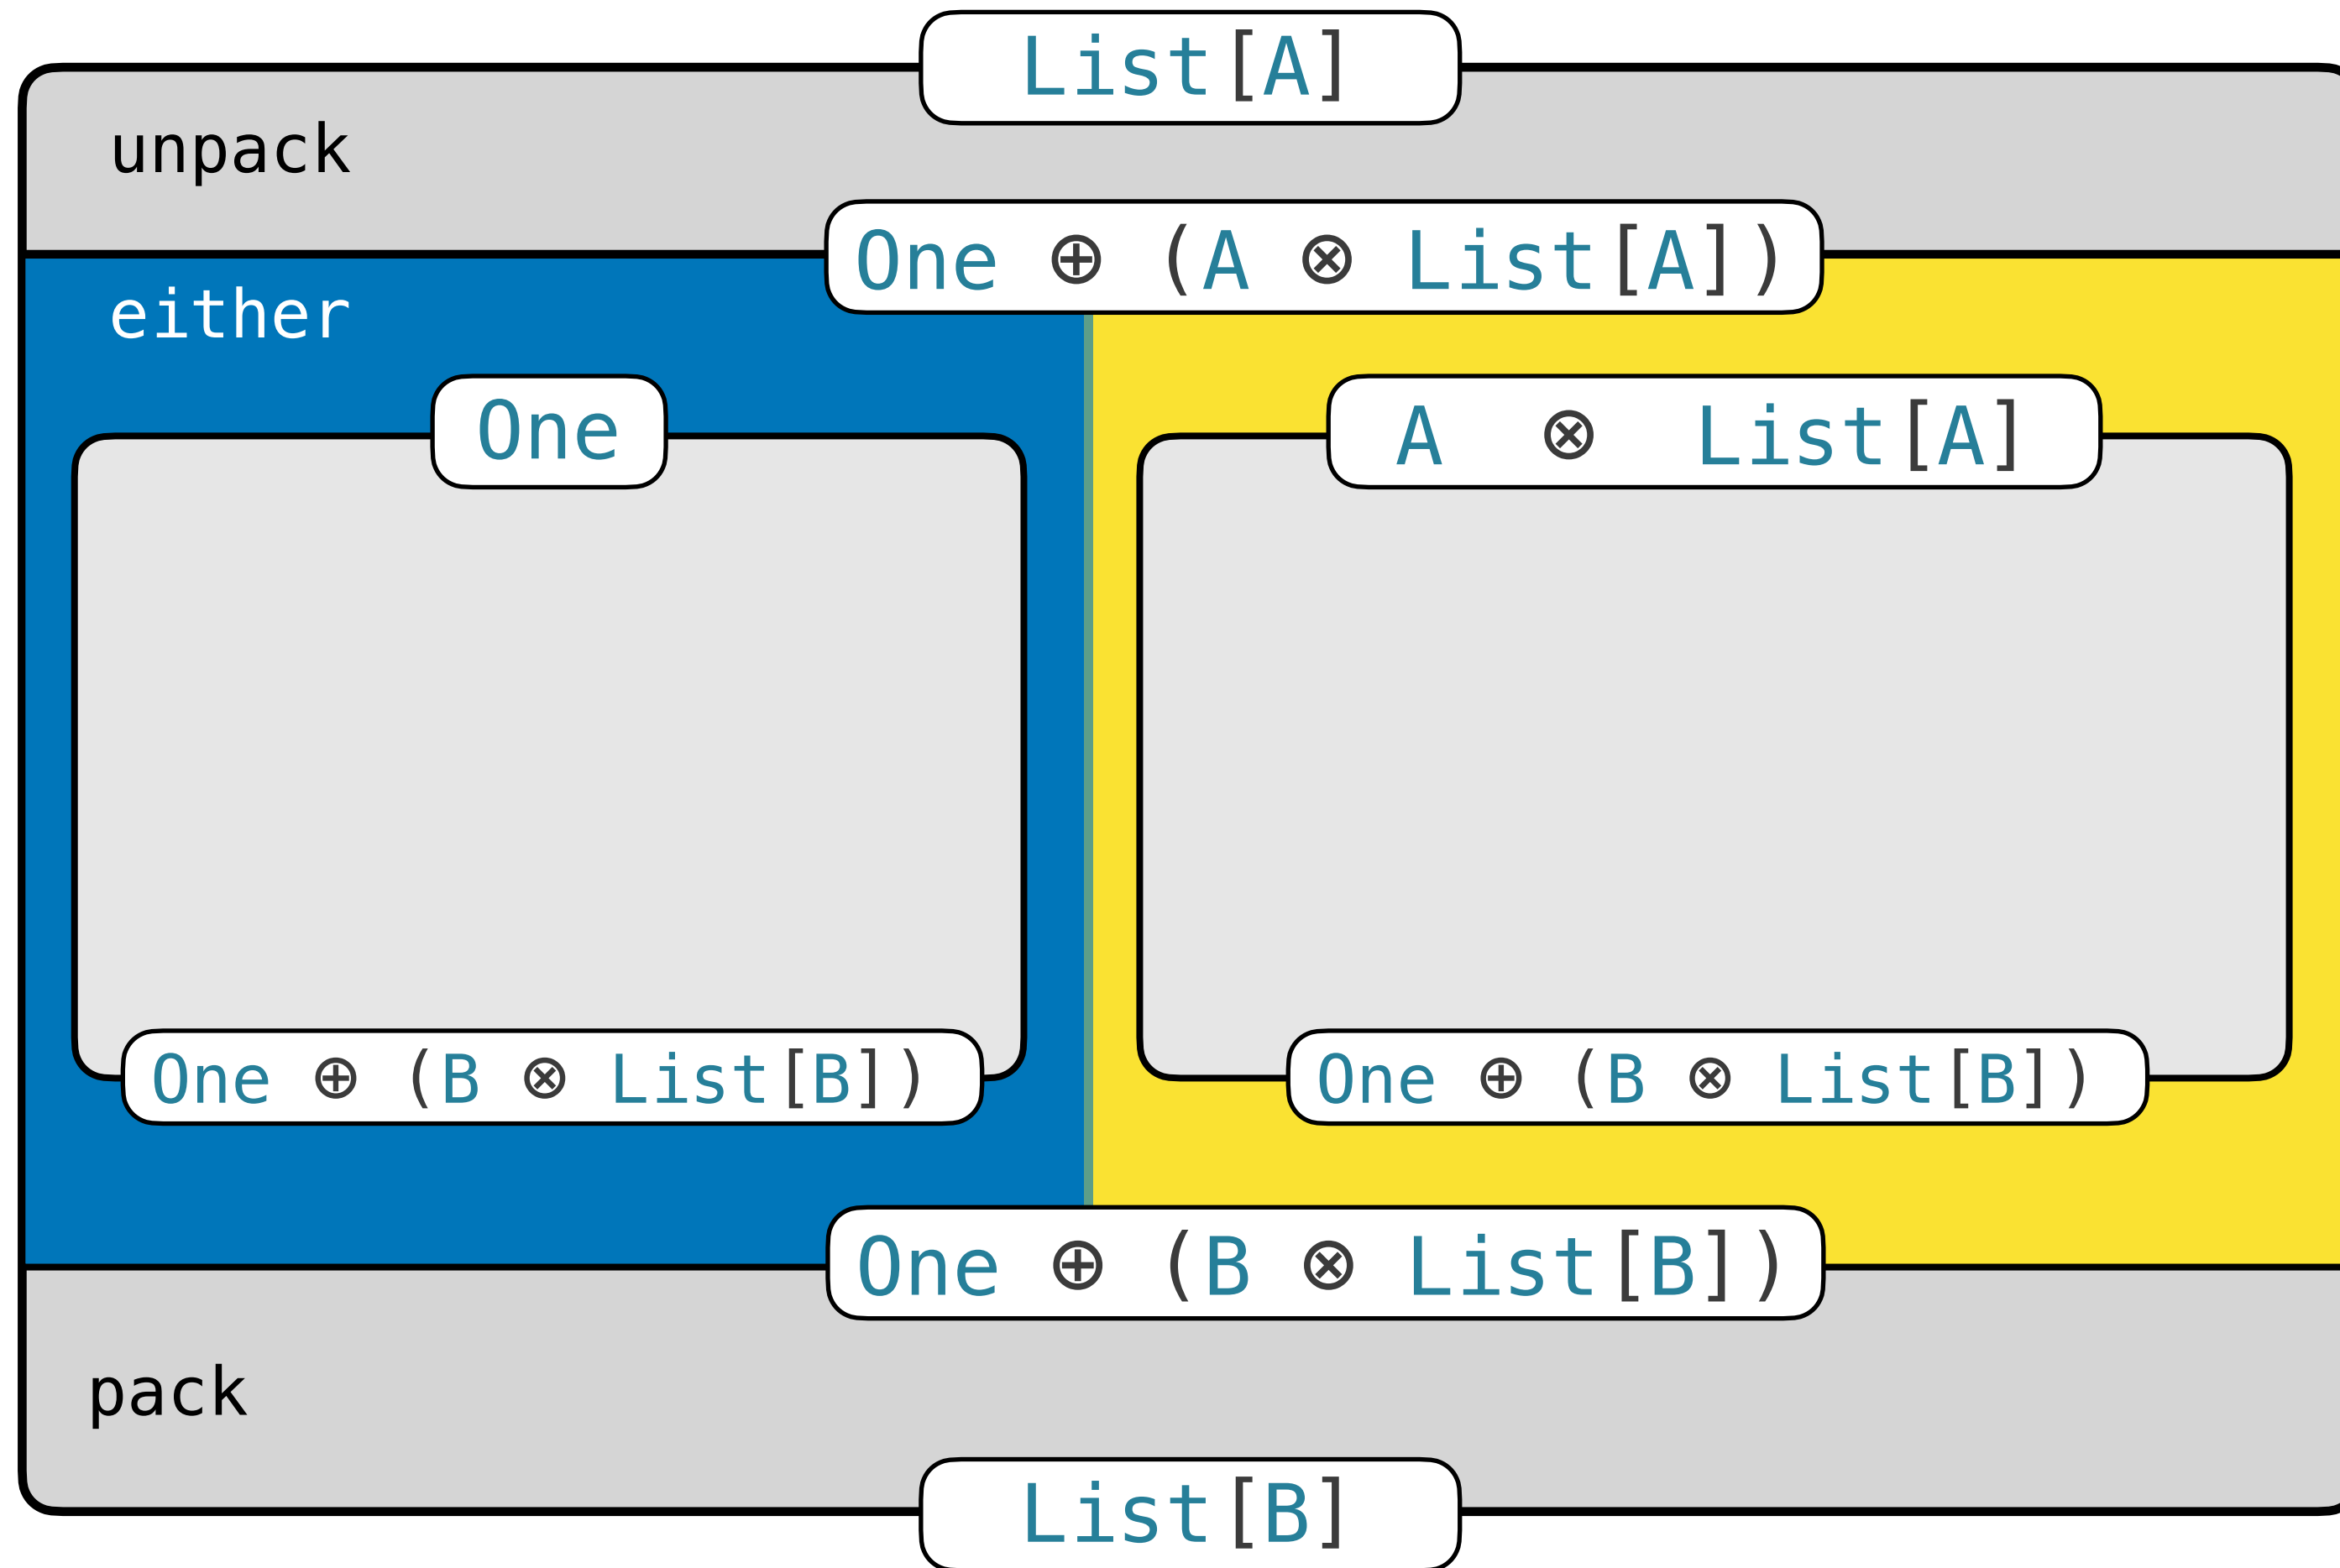 List[A]
unpack
One ⊕ (A ⊗ List[A])
either
One
A ⊗ List[A]
One ⊕ (B ⊗ List[B])
One ⊕ (B ⊗ List[B])
One ⊕ (B ⊗ List[B])
pack
List[B]